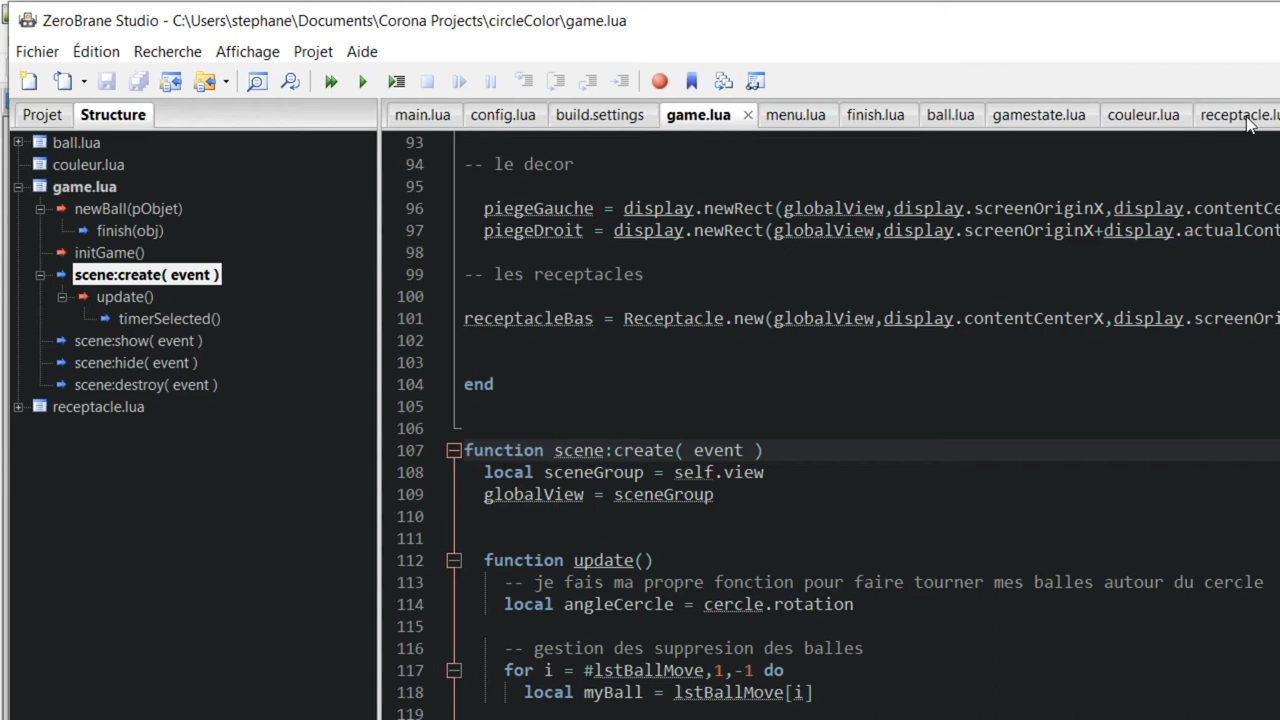 ZeroBrane Studio - C:\Users\stephane\Documents\Corona Projects\circleColor\game.lua
Fichier Édition Recherche Affichage Projet Aide
Projet Structure
main.lua config.lua build.settings game.lua menu.lua finish.lua ball.lua gamestate.lua couleur.lua receptacle.lu
ball.lua
couleur.lua
game.lua
newBall(pObjet)
finish(obj)
initGame()
scene:create( event )
update()
timerSelected()
scene:show( event )
scene:hide( event )
scene:destroy( event )
receptacle.lua
93
94 -- le decor
95
96 piegeGauche = display.newRect(globalView,display.screenOriginX,display.contentCe
97 piegeDroit = display.newRect(globalView,display.screenOriginX+display.actualCont
98
99 -- les receptacles
100
101 receptacleBas = Receptacle.new(globalView,display.contentCenterX,display.screenOri
102
103
104 end
105
106
107 function scene:create( event )
108 local sceneGroup = self.view
109 globalView = sceneGroup
110
111
112 function update()
113 -- je fais ma propre fonction pour faire tourner mes balles autour du cercle
114 local angleCercle = cercle.rotation
115
116 -- gestion des suppresion des balles
117 for i = #lstBallMove,1,-1 do
118 local myBall = lstBallMove[i]
119